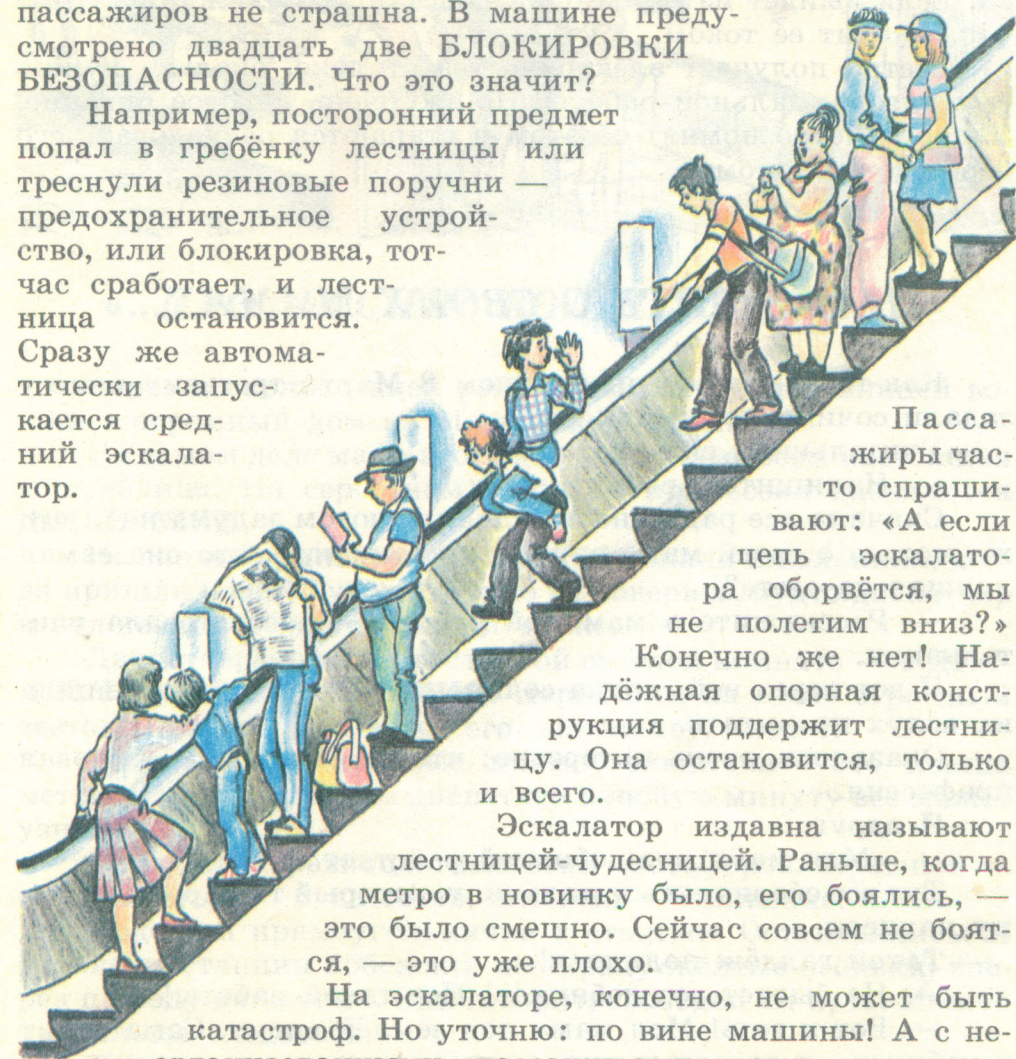 пассажиров не страшна. В машине преду-
смотрено двадцать две БЛОКИРОВКИ
БЕЗОПАСНОСТИ. Что это значит?
Например, посторонний предмет
попал в гребёнку лестницы или
треснули резиновые поручни —
предохранительное устрой-
ство, или блокировка, тот-
час сработает, и лест-
ница остановится.
Сразу же автома-
тически запус-
кается сред-
ний эскала-
тор.
Пасса-
жиры час-
то спраши-
вают: «А если
цепь эскалато-
ра оборвётся, мы
не полетим вниз?»
Конечно же нет! На-
дёжная опорная конст-
рукция поддержит лестни-
цу. Она остановится, только
и всего.
Эскалатор издавна называют
лестницей-чудесницей. Раньше, когда
метро в новинку было, его боялись, —
это было смешно. Сейчас совсем не боят-
ся, — это уже плохо.
На эскалаторе, конечно, не может быть
катастроф. Но уточню: по вине машины! А с не-